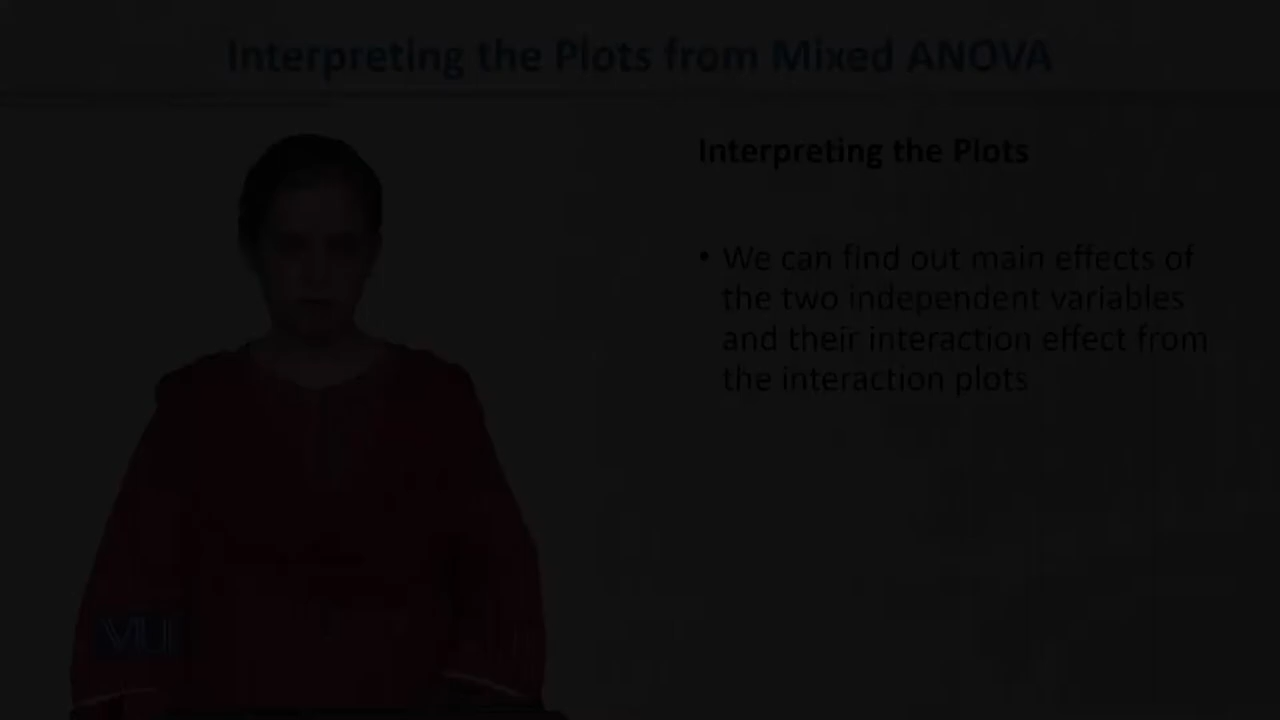 Interpreting the Plots from Mixed ANOVA
Interpreting the Plots
• We can find out main effects of
the two independent variables
and their interaction effect from
the interaction plots
VU